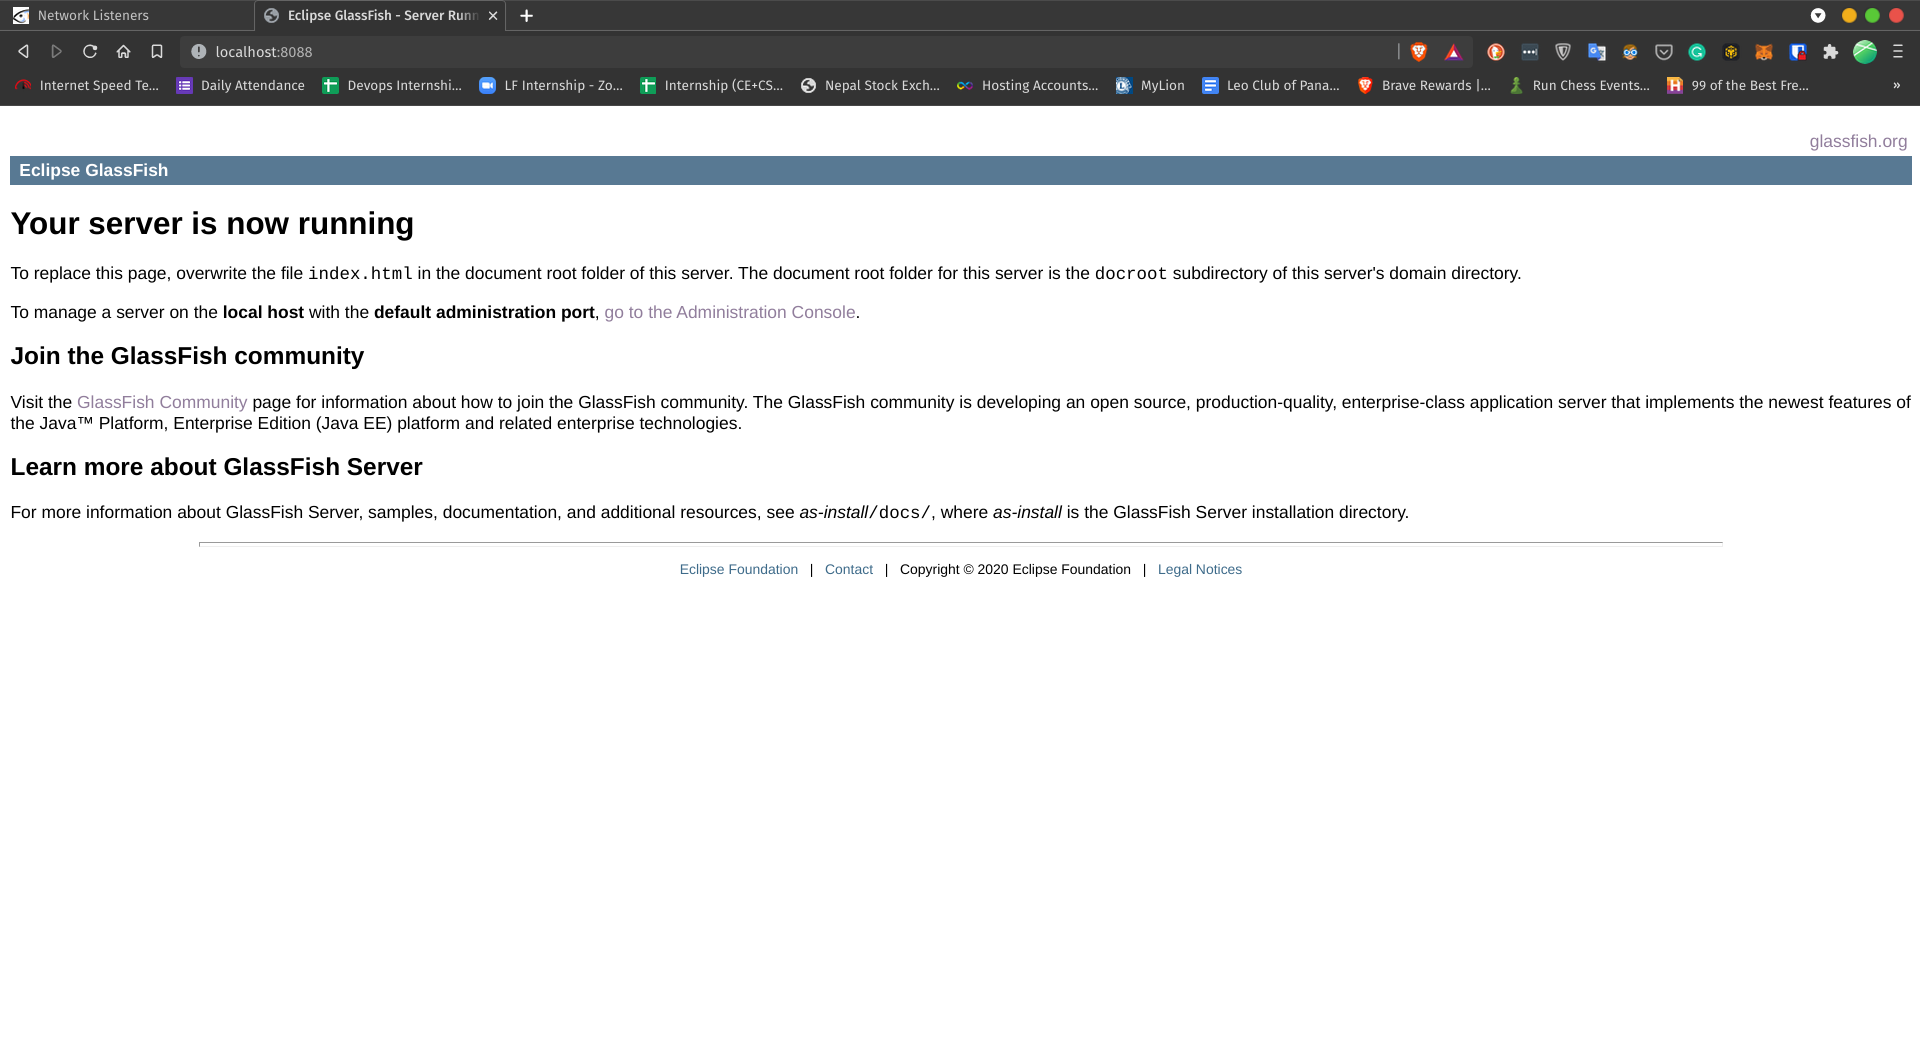 Network Listeners
Eclipse GlassFish - Server Runn
localhost:8088
Internet Speed Te...
Daily Attendance
Devops Internshi...
LF Internship - Zo...
Internship (CE+CS...
Nepal Stock Exch...
Hosting Accounts...
MyLion
Leo Club of Pana...
Brave Rewards |...
Run Chess Events...
99 of the Best Fre...
glassfish.org
Eclipse GlassFish
Your server is now running
To replace this page, overwrite the file index.html in the document root folder of this server. The document root folder for this server is the docroot subdirectory of this server's domain directory.
To manage a server on the local host with the default administration port, go to the Administration Console.
Join the GlassFish community
Visit the GlassFish Community page for information about how to join the GlassFish community. The GlassFish community is developing an open source, production-quality, enterprise-class application server that implements the newest features of
the Java™ Platform, Enterprise Edition (Java EE) platform and related enterprise technologies.
Learn more about GlassFish Server
For more information about GlassFish Server, samples, documentation, and additional resources, see as-install/docs/, where as-install is the GlassFish Server installation directory.
Eclipse Foundation | Contact | Copyright © 2020 Eclipse Foundation | Legal Notices